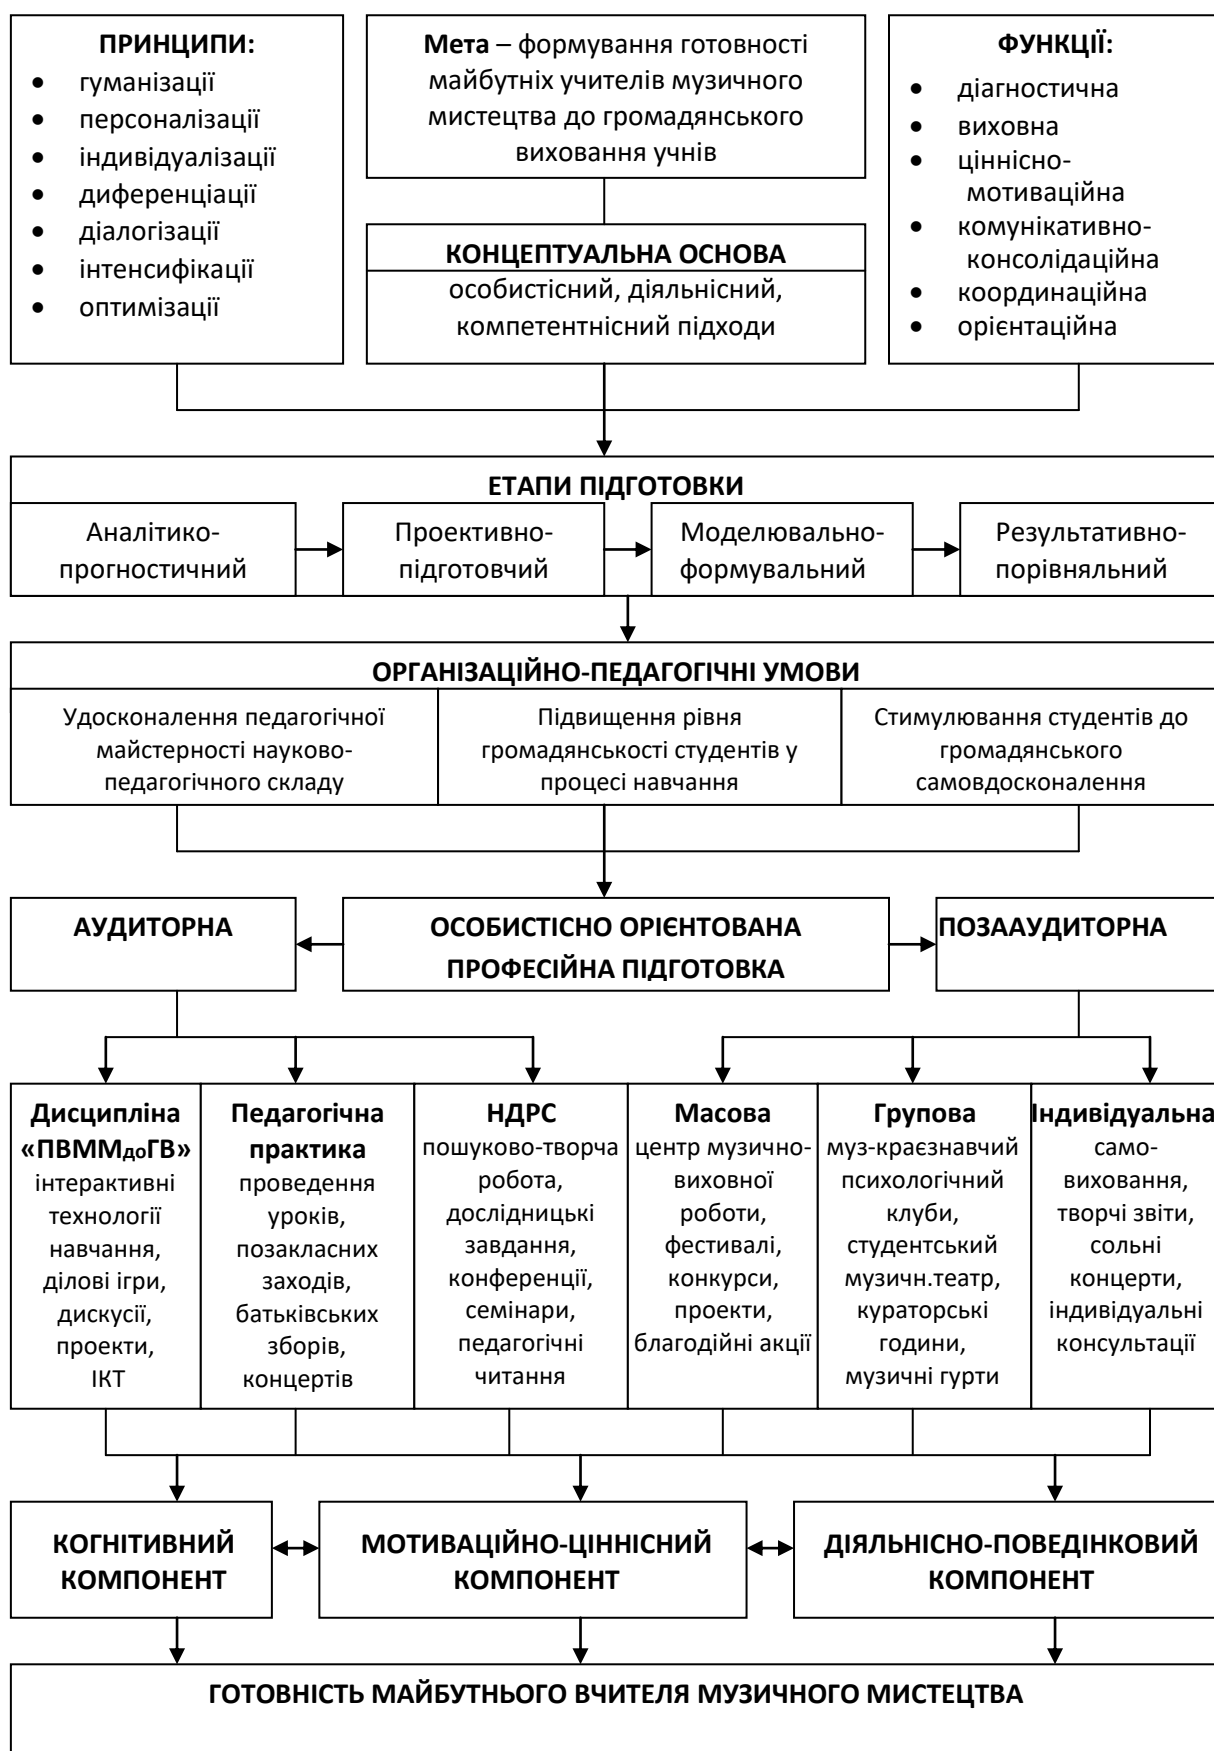 ПРИНЦИПИ:
• гуманізації
• персоналізації
• індивідуалізації
• диференціації
• діалогізації
• інтенсифікації
• оптимізації
Мета – формування готовності
майбутніх учителів музичного
мистецтва до громадянського
виховання учнів
КОНЦЕПТУАЛЬНА ОСНОВА
особистісний, діяльнісний,
компетентнісний підходи
ФУНКЦІЇ:
• діагностична
• виховна
• ціннісно-
мотиваційна
• комунікативно-
консолідаційна
• координаційна
• орієнтаційна
ЕТАПИ ПІДГОТОВКИ
Аналітико-
прогностичний
Проективно-
підготовчий
Моделювально-
формувальний
Результативно-
порівняльний
ОРГАНІЗАЦІЙНО-ПЕДАГОГІЧНІ УМОВИ
Удосконалення педагогічної
майстерності науково-
педагогічного складу
Підвищення рівня
громадянськості студентів у
процесі навчання
Стимулювання студентів до
громадянського
самовдосконалення
АУДИТОРНА
ОСОБИСТІСНО ОРІЄНТОВАНА
ПРОФЕСІЙНА ПІДГОТОВКА
ПОЗААУДИТОРНА
Дисципліна
«ПВММдоГВ»
інтерактивні
технології
навчання,
ділові ігри,
дискусії,
проекти,
ІКТ
Педагогічна
практика
проведення
уроків,
позакласних
заходів,
батьківських
зборів,
концертів
НДРС
пошуково-творча
робота,
дослідницькі
завдання,
конференції,
семінари,
педагогічні
читання
Масова
центр музично-
виховної
роботи,
фестивалі,
конкурси,
проекти,
благодійні акції
Групова
муз-краєзнавчий
психологічний
клуби,
студентський
музичн.театр,
кураторські
години,
музичні гурти
Індивідуальна
само-
виховання,
творчі звіти,
сольні
концерти,
індивідуальні
консультації
КОГНІТИВНИЙ
КОМПОНЕНТ
МОТИВАЦІЙНО-ЦІННІСНИЙ
КОМПОНЕНТ
ДІЯЛЬНІСНО-ПОВЕДІНКОВИЙ
КОМПОНЕНТ
ГОТОВНІСТЬ МАЙБУТНЬОГО ВЧИТЕЛЯ МУЗИЧНОГО МИСТЕЦТВА